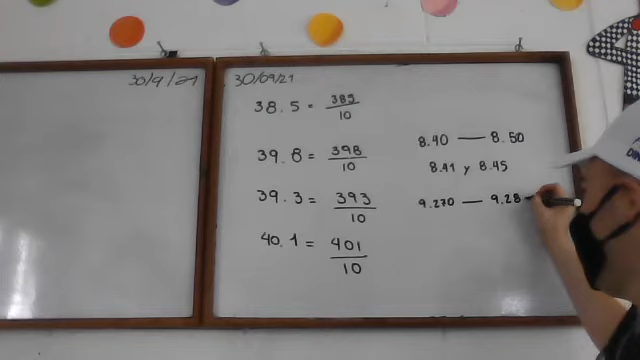 30/9/21
30/09/21
38.5 = 385/10
39.8 = 398/10
39.3 = 393/10
40.1 = 401/10
8.40 — 8.50
8.41 y 8.45
9.270 — 9.28